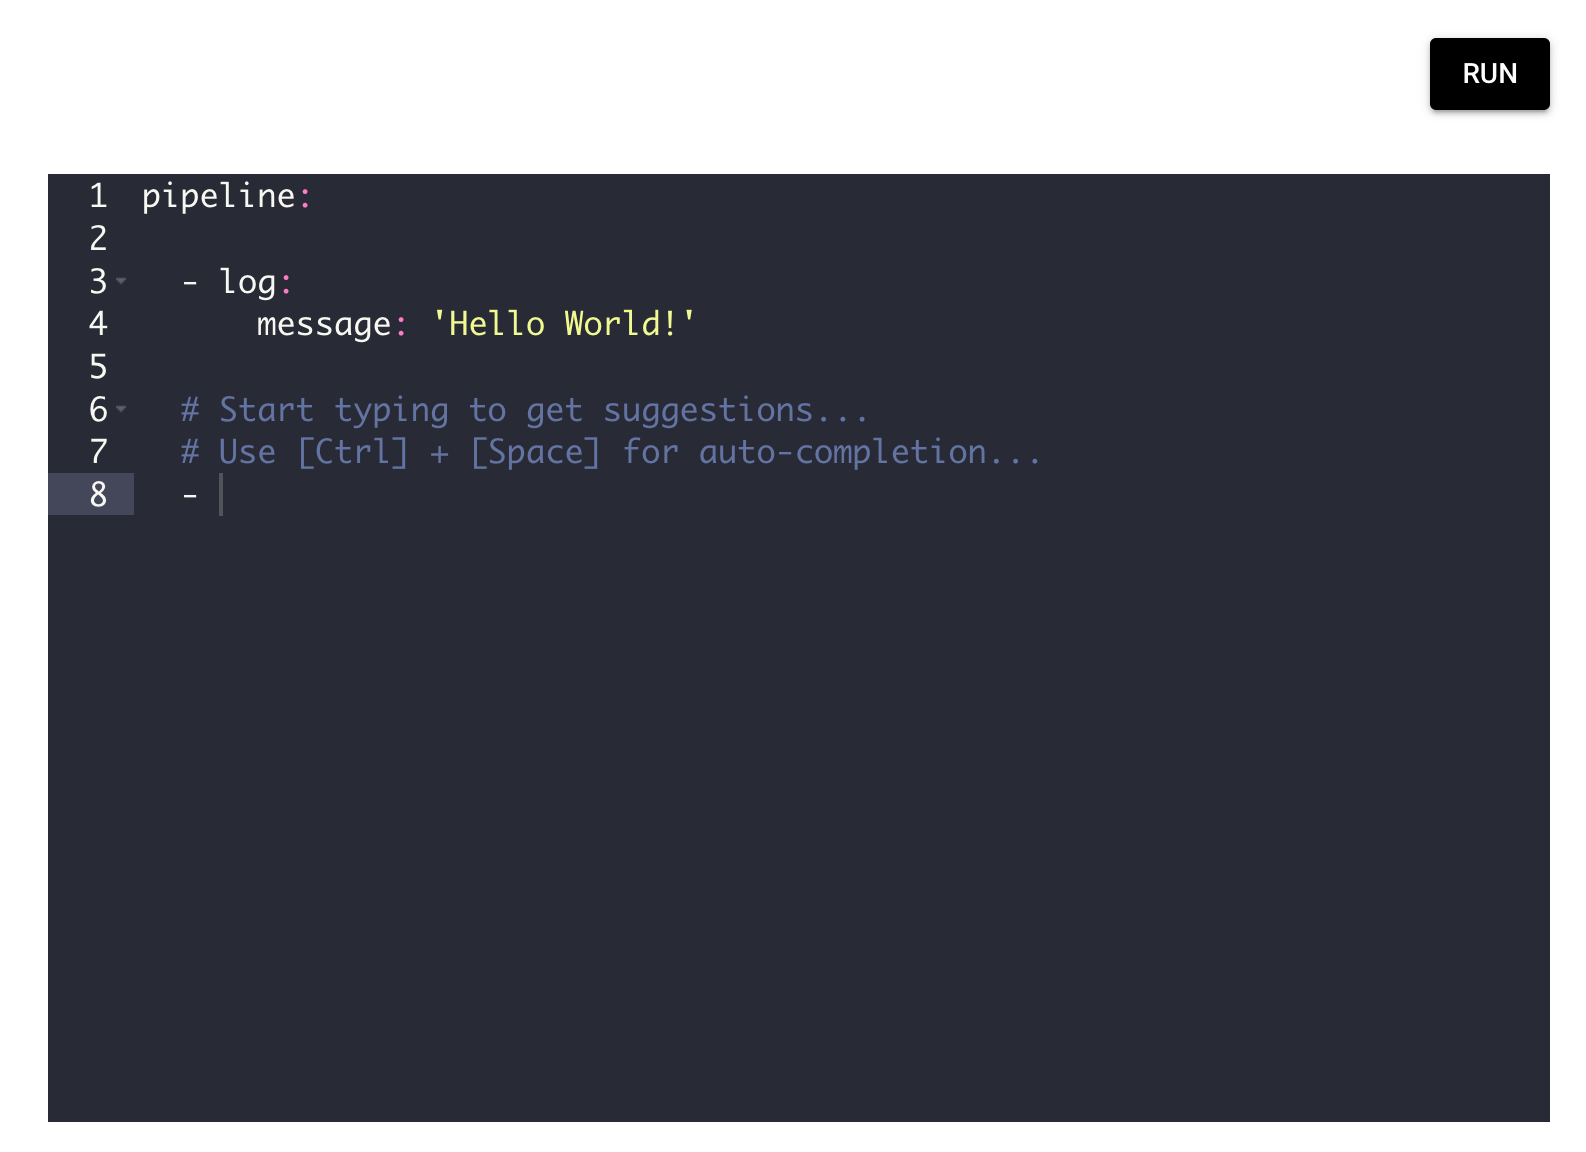 RUN
1 pipeline:
2
3   - log:
4       message: 'Hello World!'
5
6   # Start typing to get suggestions...
7   # Use [Ctrl] + [Space] for auto-completion...
8   -